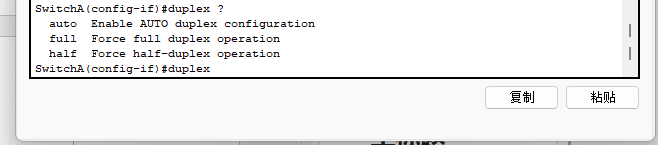 SwitchA(config-if)#duplex ?
  auto  Enable AUTO duplex configuration
  full  Force full duplex operation
  half  Force half-duplex operation
SwitchA(config-if)#duplex
复制
粘贴